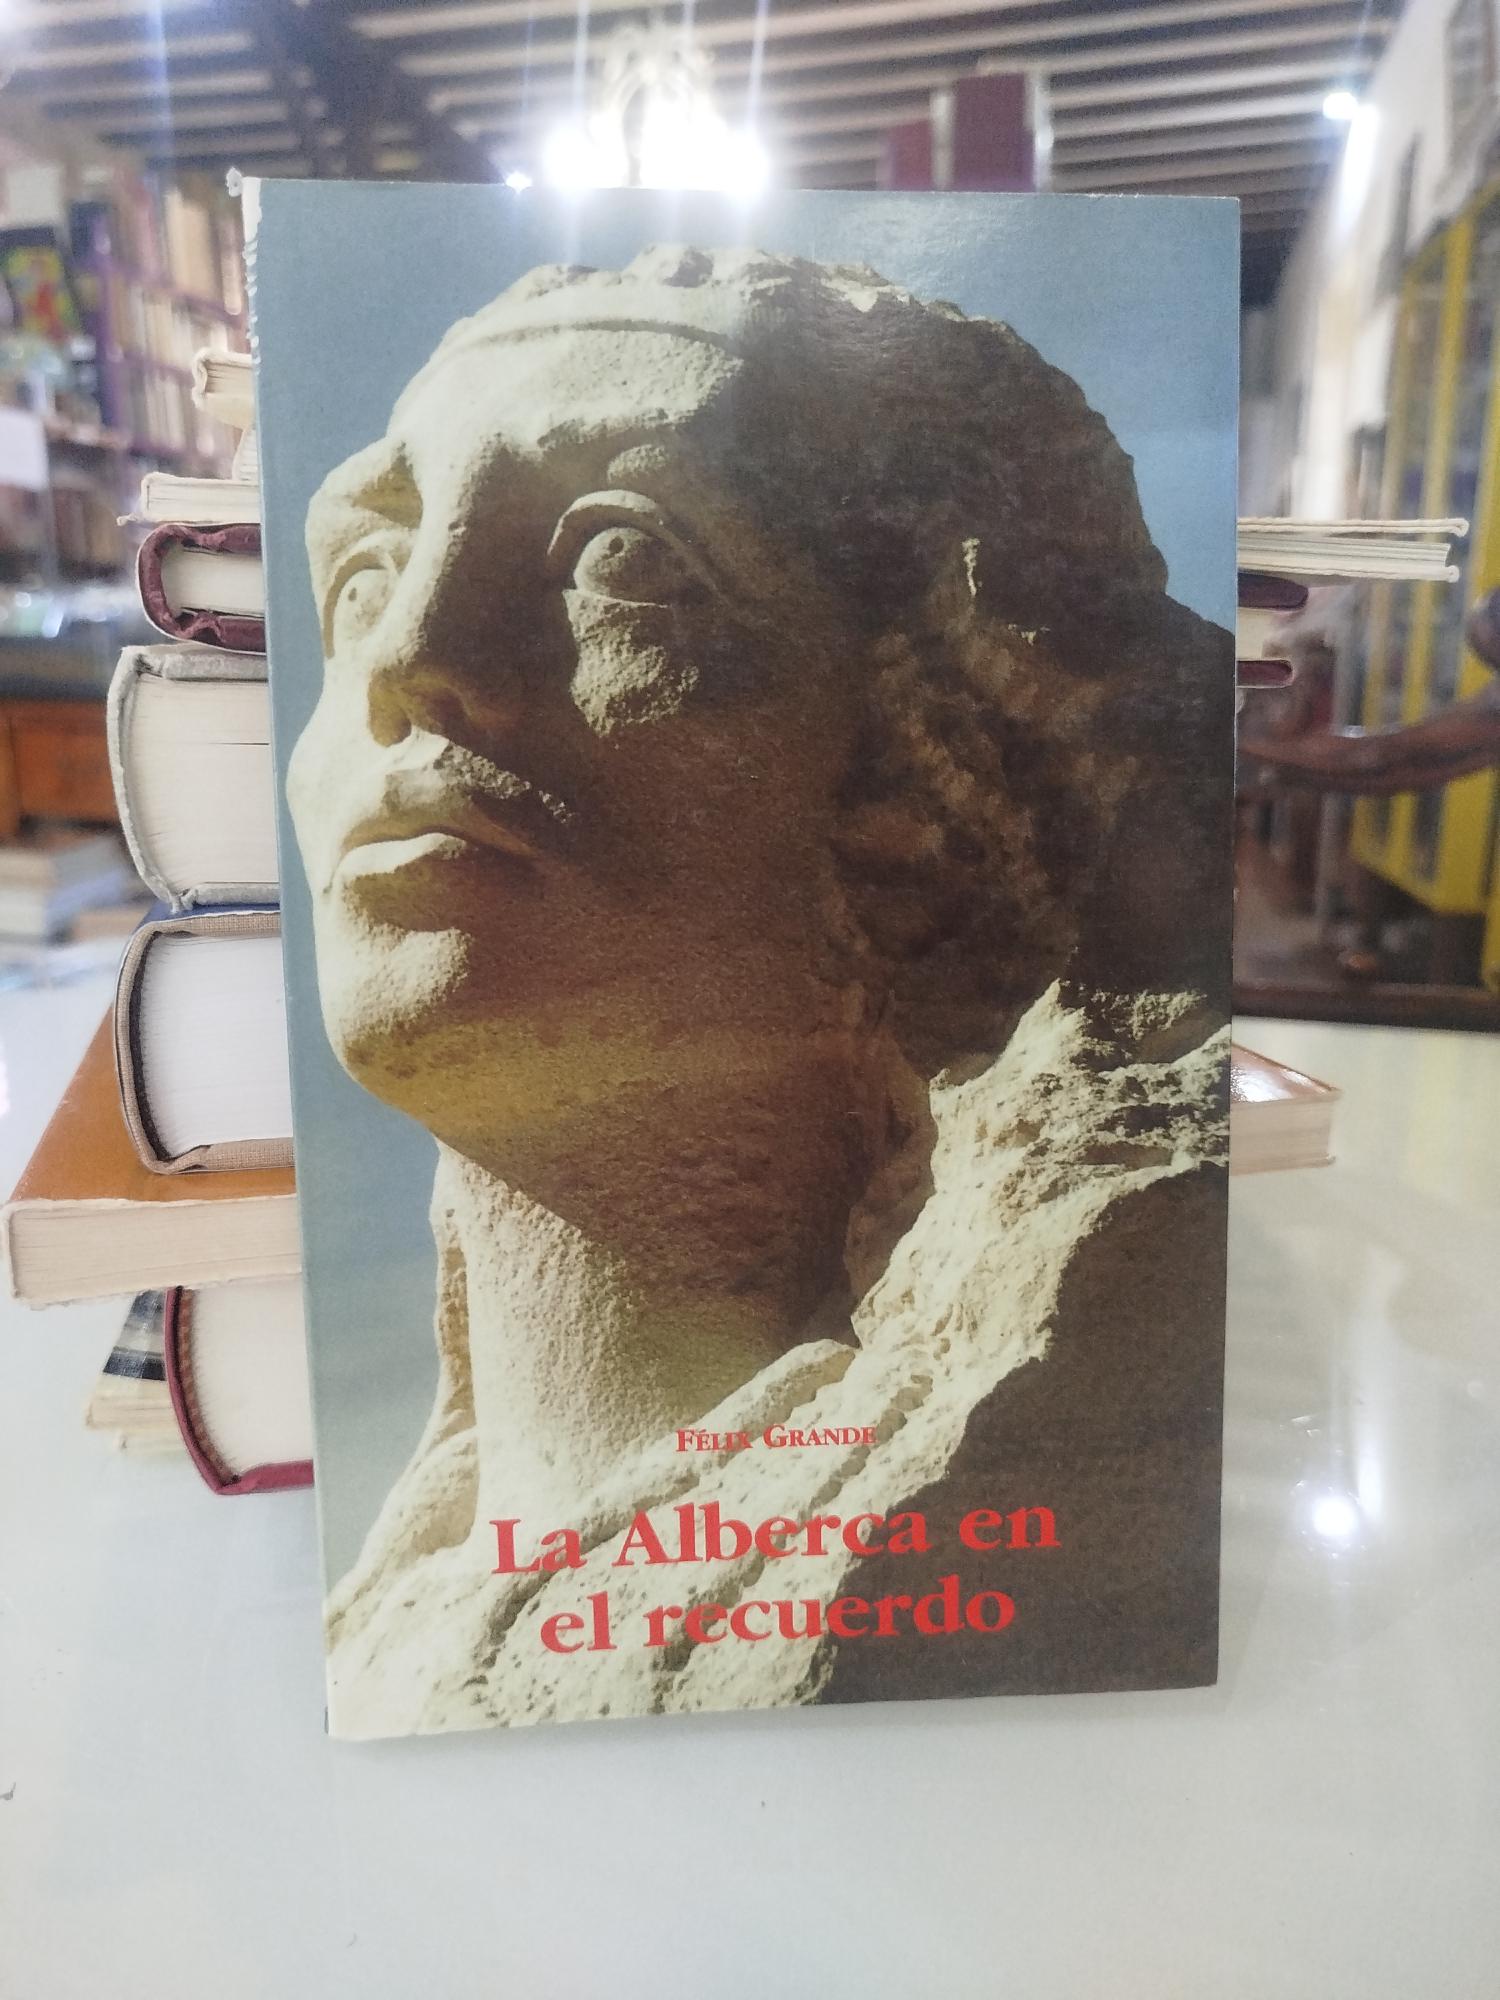 FÉLIX GRANDE
La Alberca en
el recuerdo